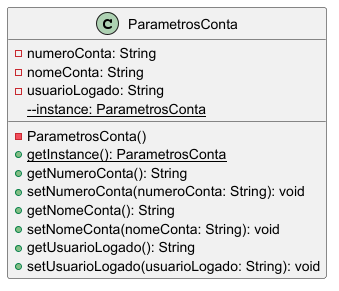 C ParametrosConta
numeroConta: String
nomeConta: String
usuarioLogado: String
--instance: ParametrosConta
ParametrosConta()
getInstance(): ParametrosConta
getNumeroConta(): String
setNumeroConta(numeroConta: String): void
getNomeConta(): String
setNomeConta(nomeConta: String): void
getUsuarioLogado(): String
setUsuarioLogado(usuarioLogado: String): void